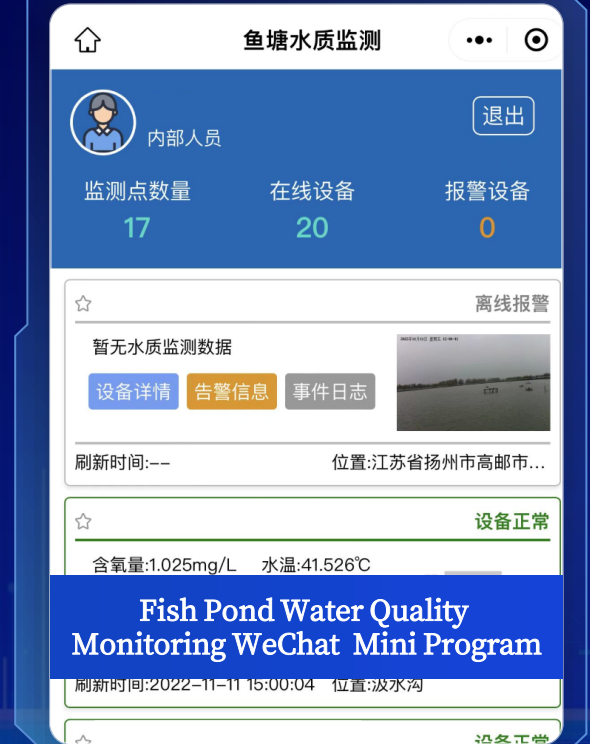 鱼塘水质监测
内部人员
退出
监测点数量 在线设备 报警设备
17 20 0
离线报警
暂无水质监测数据
设备详情 告警信息 事件日志
刷新时间:-- 位置:江苏省扬州市高邮市...
设备正常
含氧量:1.025mg/L 水温:41.526℃
Fish Pond Water Quality
Monitoring WeChat Mini Program
刷新时间:2022-11-11 15:00:04 位置:汲水沟
设备正常